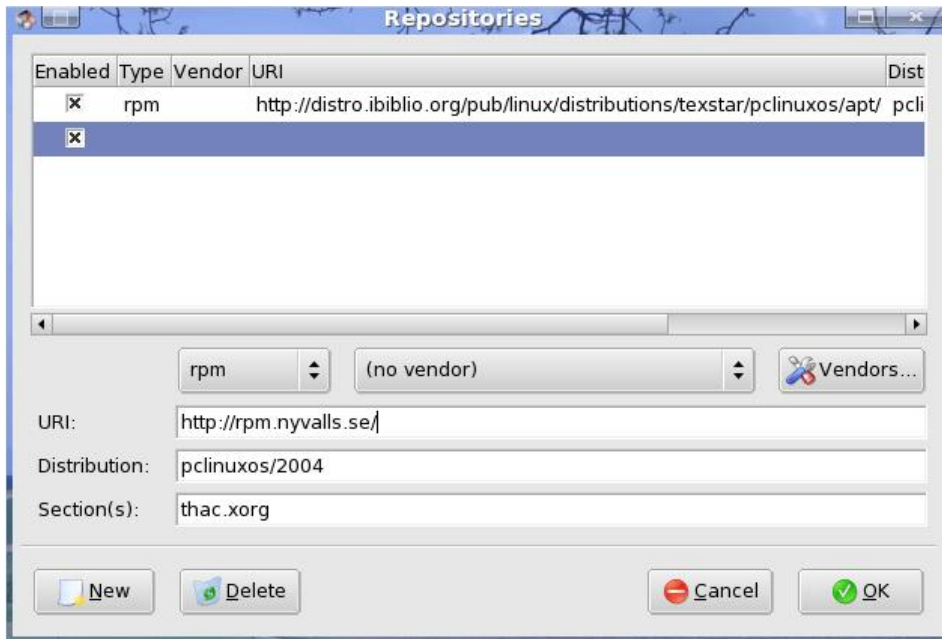 Repositories
Enabled Type Vendor URI Dist
rpm http://distro.ibiblio.org/pub/linux/distributions/texstar/pclinuxos/apt/ pcli
rpm (no vendor) Vendors...
URI: http://rpm.nyvalls.se/
Distribution: pclinuxos/2004
Section(s): thac.xorg
New Delete Cancel OK